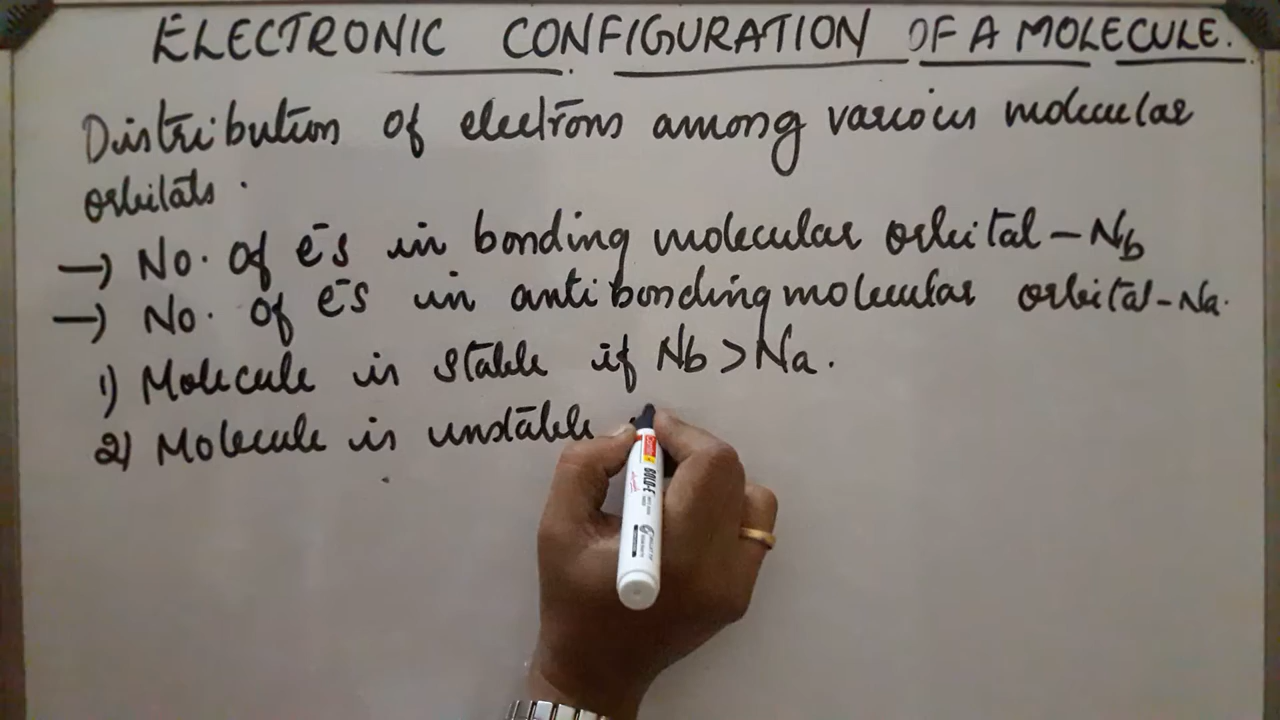 ELECTRONIC CONFIGURATION OF A MOLECULE.
Distribution of electrons among various molecular
orbitals.
→ No. of e⁻s in bonding molecular orbital - Nb
→ No. of e⁻s in antibonding molecular orbital - Na.
1) Molecule is stable if Nb > Na.
2) Molecule is unstable
BOLD-E